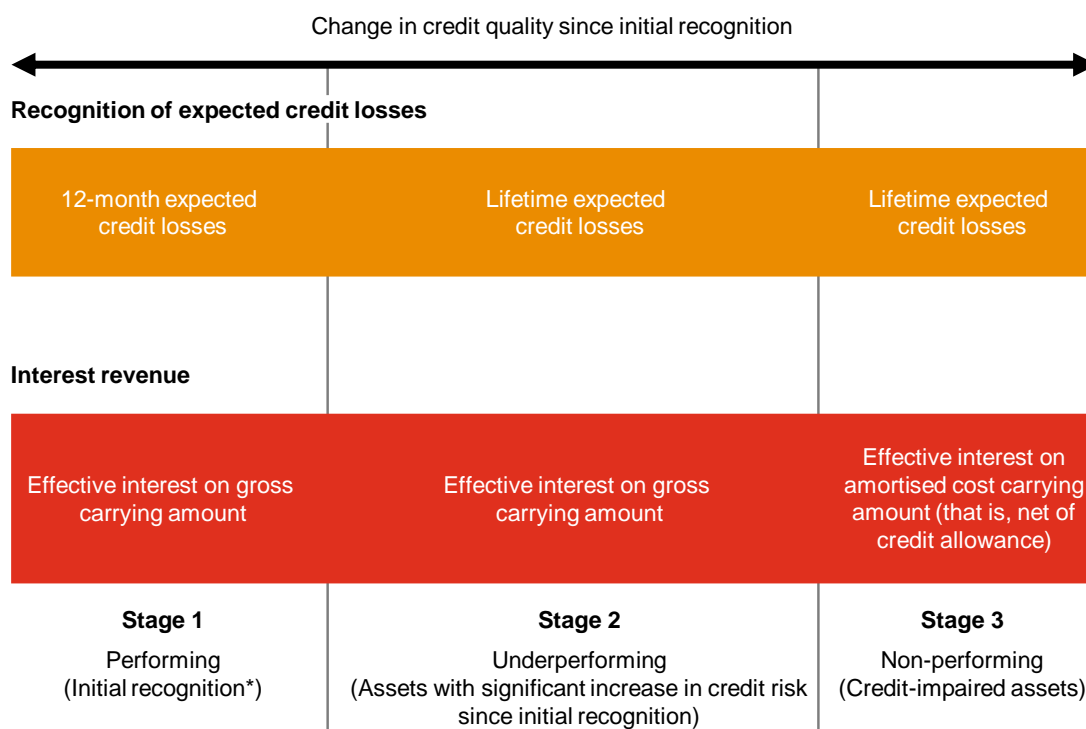 Change in credit quality since initial recognition
Recognition of expected credit losses
12-month expected
credit losses
Lifetime expected
credit losses
Lifetime expected
credit losses
Interest revenue
Effective interest on gross
carrying amount
Effective interest on gross
carrying amount
Effective interest on
amortised cost carrying
amount (that is, net of
credit allowance)
Stage 1
Performing
(Initial recognition*)
Stage 2
Underperforming
(Assets with significant increase in credit risk
since initial recognition)
Stage 3
Non-performing
(Credit-impaired assets)